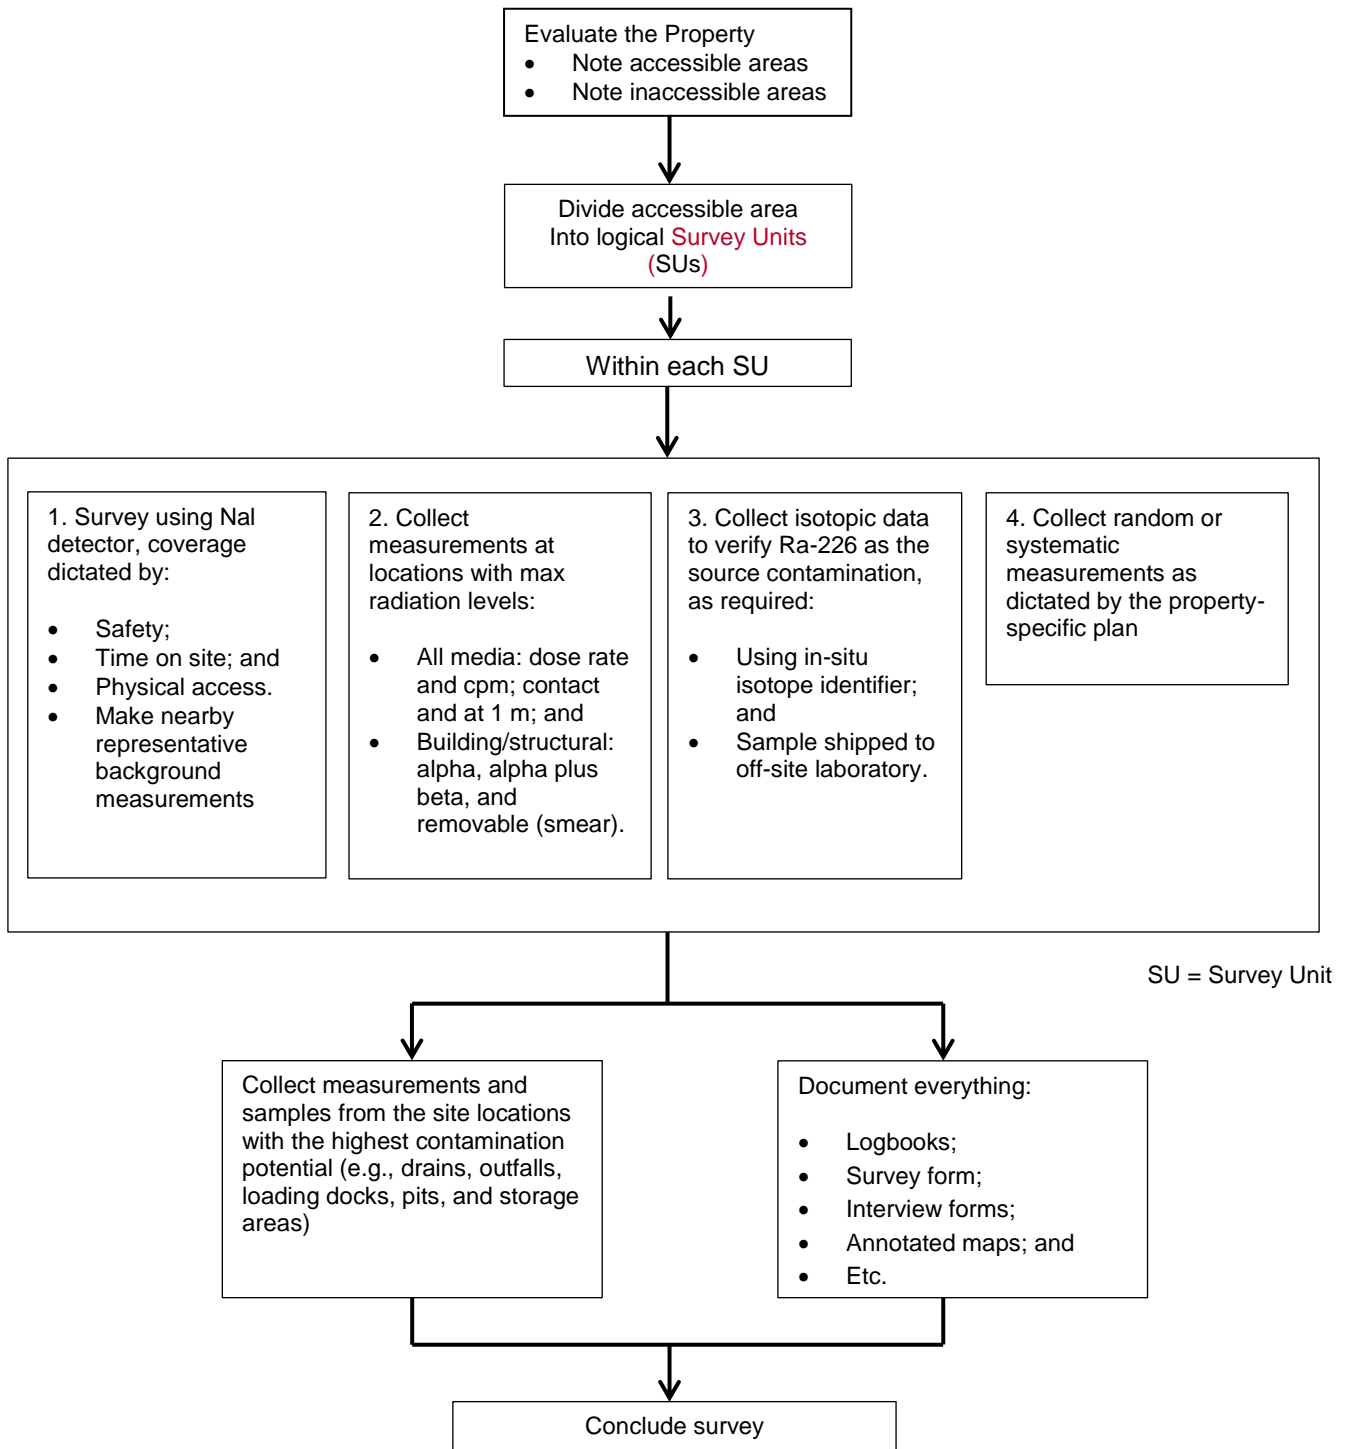 Evaluate the Property
• Note accessible areas
• Note inaccessible areas
Divide accessible area
Into logical Survey Units
(SUs)
Within each SU
1. Survey using NaI
detector, coverage
dictated by:
• Safety;
• Time on site; and
• Physical access.
• Make nearby
representative
background
measurements
2. Collect
measurements at
locations with max
radiation levels:
• All media: dose rate
and cpm; contact
and at 1 m; and
• Building/structural:
alpha, alpha plus
beta, and
removable (smear).
3. Collect isotopic data
to verify Ra-226 as the
source contamination,
as required:
• Using in-situ
isotope identifier;
and
• Sample shipped to
off-site laboratory.
4. Collect random or
systematic
measurements as
dictated by the property-
specific plan
SU = Survey Unit
Collect measurements and
samples from the site locations
with the highest contamination
potential (e.g., drains, outfalls,
loading docks, pits, and storage
areas)
Document everything:
• Logbooks;
• Survey form;
• Interview forms;
• Annotated maps; and
• Etc.
Conclude survey